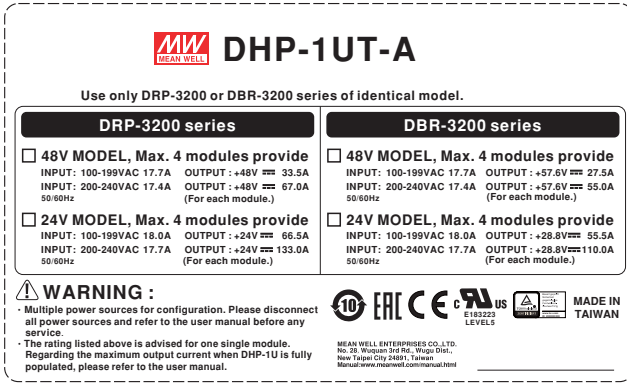 MW
MEAN WELL
DHP-1UT-A
Use only DRP-3200 or DBR-3200 series of identical model.
DRP-3200 series
48V MODEL, Max. 4 modules provide
INPUT: 100-199VAC 17.7A OUTPUT : +48V 33.5A
INPUT: 200-240VAC 17.4A OUTPUT : +48V 67.0A
50/60Hz (For each module.)
24V MODEL, Max. 4 modules provide
INPUT: 100-199VAC 18.0A OUTPUT : +24V 66.5A
INPUT: 200-240VAC 17.7A OUTPUT : +24V 133.0A
50/60Hz (For each module.)
DBR-3200 series
48V MODEL, Max. 4 modules provide
INPUT: 100-199VAC 17.7A OUTPUT : +57.6V 27.5A
INPUT: 200-240VAC 17.4A OUTPUT : +57.6V 55.0A
50/60Hz (For each module.)
24V MODEL, Max. 4 modules provide
INPUT: 100-199VAC 18.0A OUTPUT : +28.8V 55.5A
INPUT: 200-240VAC 17.7A OUTPUT : +28.8V 110.0A
50/60Hz (For each module.)
WARNING :
· Multiple power sources for configuration. Please disconnect
all power sources and refer to the user manual before any
service.
· The rating listed above is advised for one single module.
Regarding the maximum output current when DHP-1U is fully
populated, please refer to the user manual.
10 EAC CE c RU US
E183223
LEVEL5
MADE IN
TAIWAN
MEAN WELL ENTERPRISES CO.,LTD.
No. 28, Wuquan 3rd Rd., Wugu Dist.,
New Taipei City 24891, Taiwan
Manual:www.meanwell.com/manual.html